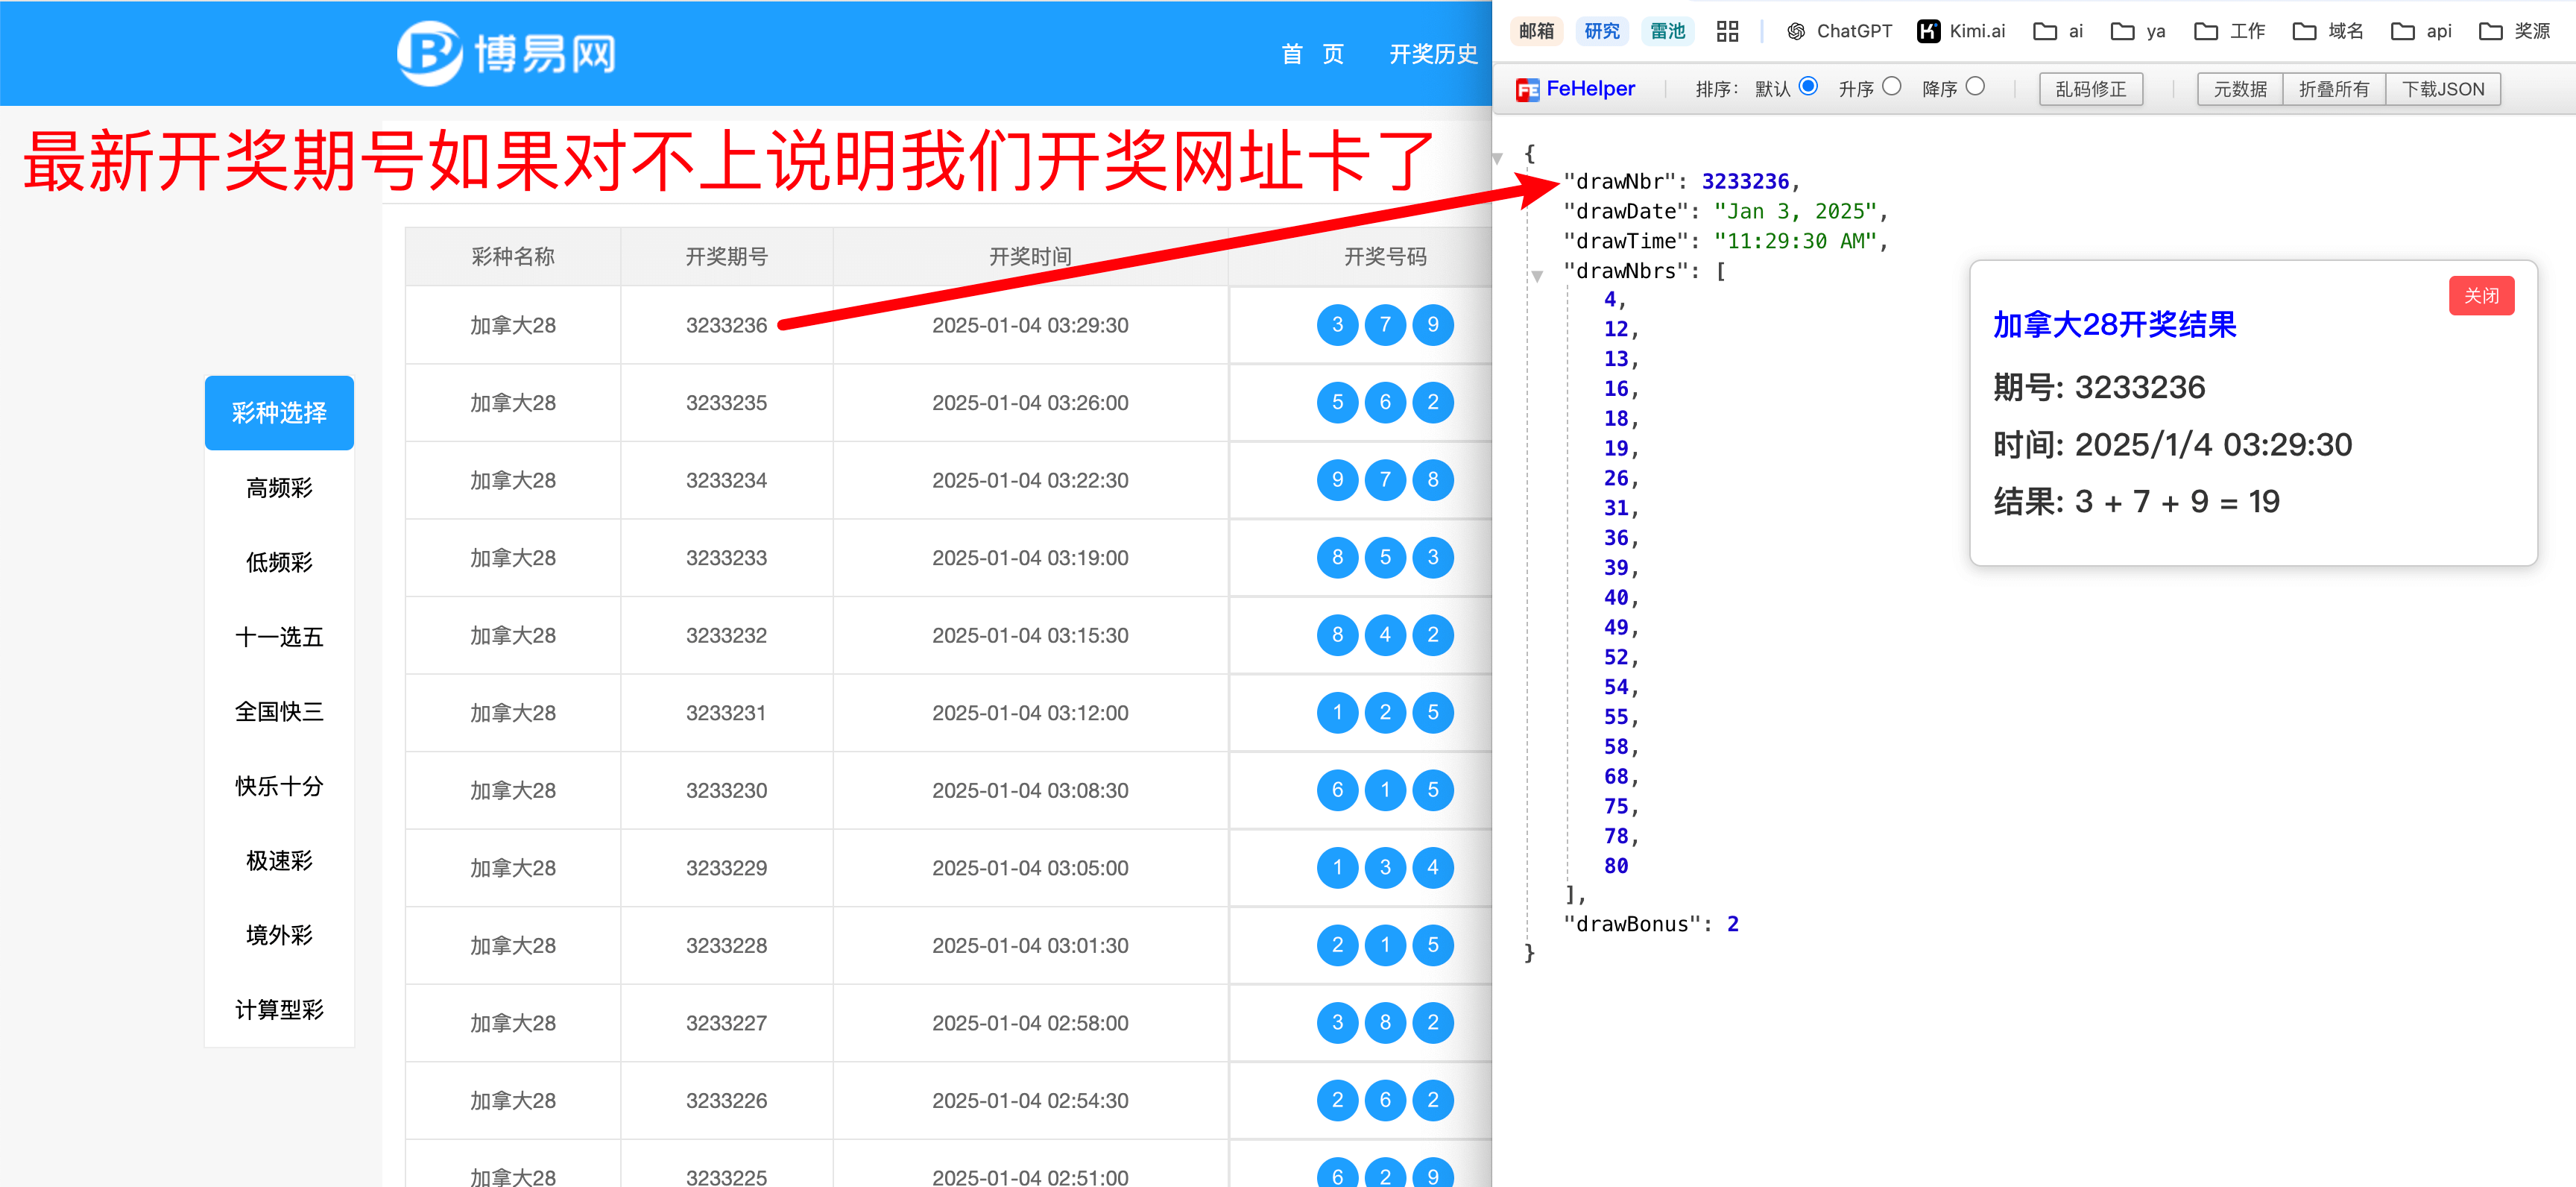 博易网
首 页 开奖历史
最新开奖期号如果对不上说明我们开奖网址卡了
彩种选择
高频彩
低频彩
十一选五
全国快三
快乐十分
极速彩
境外彩
计算型彩
彩种名称 开奖期号 开奖时间 开奖号码
加拿大28 3233236 2025-01-04 03:29:30 3 7 9
加拿大28 3233235 2025-01-04 03:26:00 5 6 2
加拿大28 3233234 2025-01-04 03:22:30 9 7 8
加拿大28 3233233 2025-01-04 03:19:00 8 5 3
加拿大28 3233232 2025-01-04 03:15:30 8 4 2
加拿大28 3233231 2025-01-04 03:12:00 1 2 5
加拿大28 3233230 2025-01-04 03:08:30 6 1 5
加拿大28 3233229 2025-01-04 03:05:00 1 3 4
加拿大28 3233228 2025-01-04 03:01:30 2 1 5
加拿大28 3233227 2025-01-04 02:58:00 3 8 2
加拿大28 3233226 2025-01-04 02:54:30 2 6 2
加拿大28 3233225 2025-01-04 02:51:00 6 2 9
邮箱 研究 雷池 ChatGPT Kimi.ai ai ya 工作 域名 api 奖源
FeHelper 排序： 默认 升序 降序 乱码修正 元数据 折叠所有 下载JSON
{
"drawNbr": 3233236,
"drawDate": "Jan 3, 2025",
"drawTime": "11:29:30 AM",
"drawNbrs": [
4,
12,
13,
16,
18,
19,
26,
31,
36,
39,
40,
49,
52,
54,
55,
58,
68,
75,
78,
80
],
"drawBonus": 2
}
关闭
加拿大28开奖结果
期号: 3233236
时间: 2025/1/4 03:29:30
结果: 3 + 7 + 9 = 19